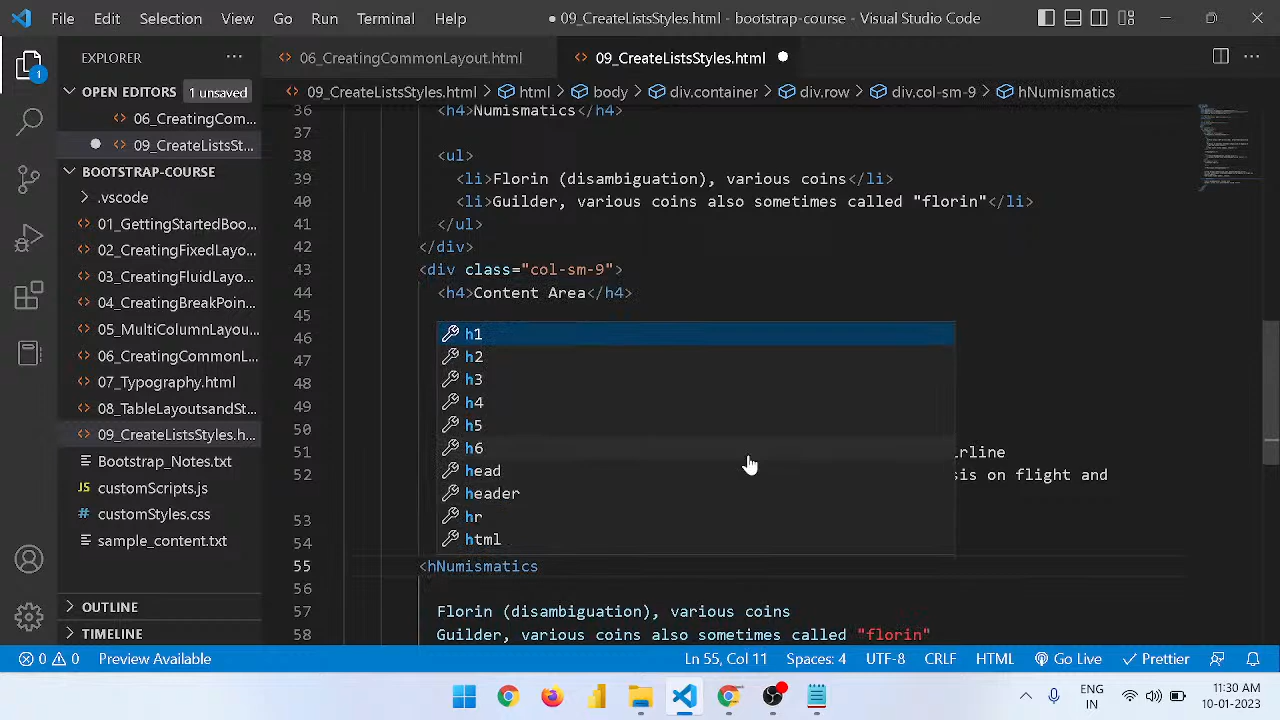 File Edit Selection View Go Run Terminal Help
● 09_CreateListsStyles.html - bootstrap-course - Visual Studio Code
EXPLORER ···
06_CreatingCommonLayout.html
09_CreateListsStyles.html
OPEN EDITORS 1 unsaved
09_CreateListsStyles.html > html > body > div.container > div.row > div.col-sm-9 > hNumismatics
06_CreatingCom...
09_CreateListsSt...
BOOTSTRAP-COURSE
.vscode
01_GettingStartedBoo...
02_CreatingFixedLayo...
03_CreatingFluidLayo...
04_CreatingBreakPoin...
05_MultiColumnLayou...
06_CreatingCommonL...
07_Typography.html
08_TableLayoutsandSt...
09_CreateListsStyles.h...
Bootstrap_Notes.txt
customScripts.js
customStyles.css
sample_content.txt
OUTLINE
TIMELINE
36 <h4>Numismatics</h4>
37
38 <ul>
39 <li>Florin (disambiguation), various coins</li>
40 <li>Guilder, various coins also sometimes called "florin"</li>
41 </ul>
42 </div>
43 <div class="col-sm-9">
44 <h4>Content Area</h4>
45
46
47
48
49
50
51 irline
52 sis on flight and
53
54
55 <hNumismatics
56
57 Florin (disambiguation), various coins
58 Guilder, various coins also sometimes called "florin"
h1
h2
h3
h4
h5
h6
head
header
hr
html
0 0 Preview Available Ln 55, Col 11 Spaces: 4 UTF-8 CRLF HTML Go Live Prettier
ENG
IN
11:30 AM
10-01-2023